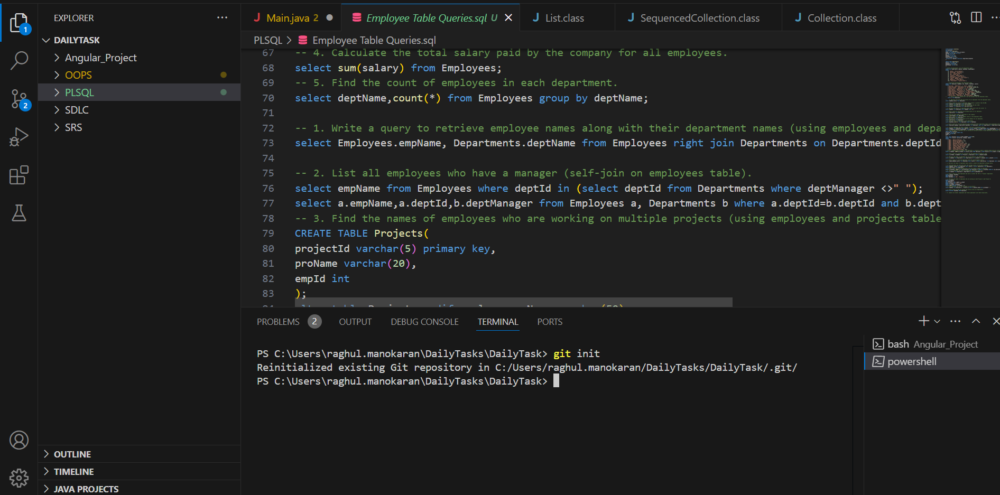 1
2
EXPLORER
DAILYTASK
Angular_Project
OOPS
PLSQL
SDLC
SRS
OUTLINE
TIMELINE
JAVA PROJECTS
Main.java 2
Employee Table Queries.sql U
List.class
SequencedCollection.class
Collection.class
PLSQL > Employee Table Queries.sql
67 -- 4. Calculate the total salary paid by the company for all employees.
68 select sum(salary) from Employees;
69 -- 5. Find the count of employees in each department.
70 select deptName,count(*) from Employees group by deptName;
71
72 -- 1. Write a query to retrieve employee names along with their department names (using employees and depa
73 select Employees.empName, Departments.deptName from Employees right join Departments on Departments.deptId
74
75 -- 2. List all employees who have a manager (self-join on employees table).
76 select empName from Employees where deptId in (select deptId from Departments where deptManager <>" ");
77 select a.empName,a.deptId,b.deptManager from Employees a, Departments b where a.deptId=b.deptId and b.dept
78 -- 3. Find the names of employees who are working on multiple projects (using employees and projects table
79 CREATE TABLE Projects(
80 projectId varchar(5) primary key,
81 proName varchar(20),
82 empId int
83 );
PROBLEMS 2 OUTPUT DEBUG CONSOLE TERMINAL PORTS
PS C:\Users\raghul.manokaran\DailyTasks\DailyTask> git init
Reinitialized existing Git repository in C:/Users/raghul.manokaran/DailyTasks/DailyTask/.git/
PS C:\Users\raghul.manokaran\DailyTasks\DailyTask>
bash Angular_Project
powershell